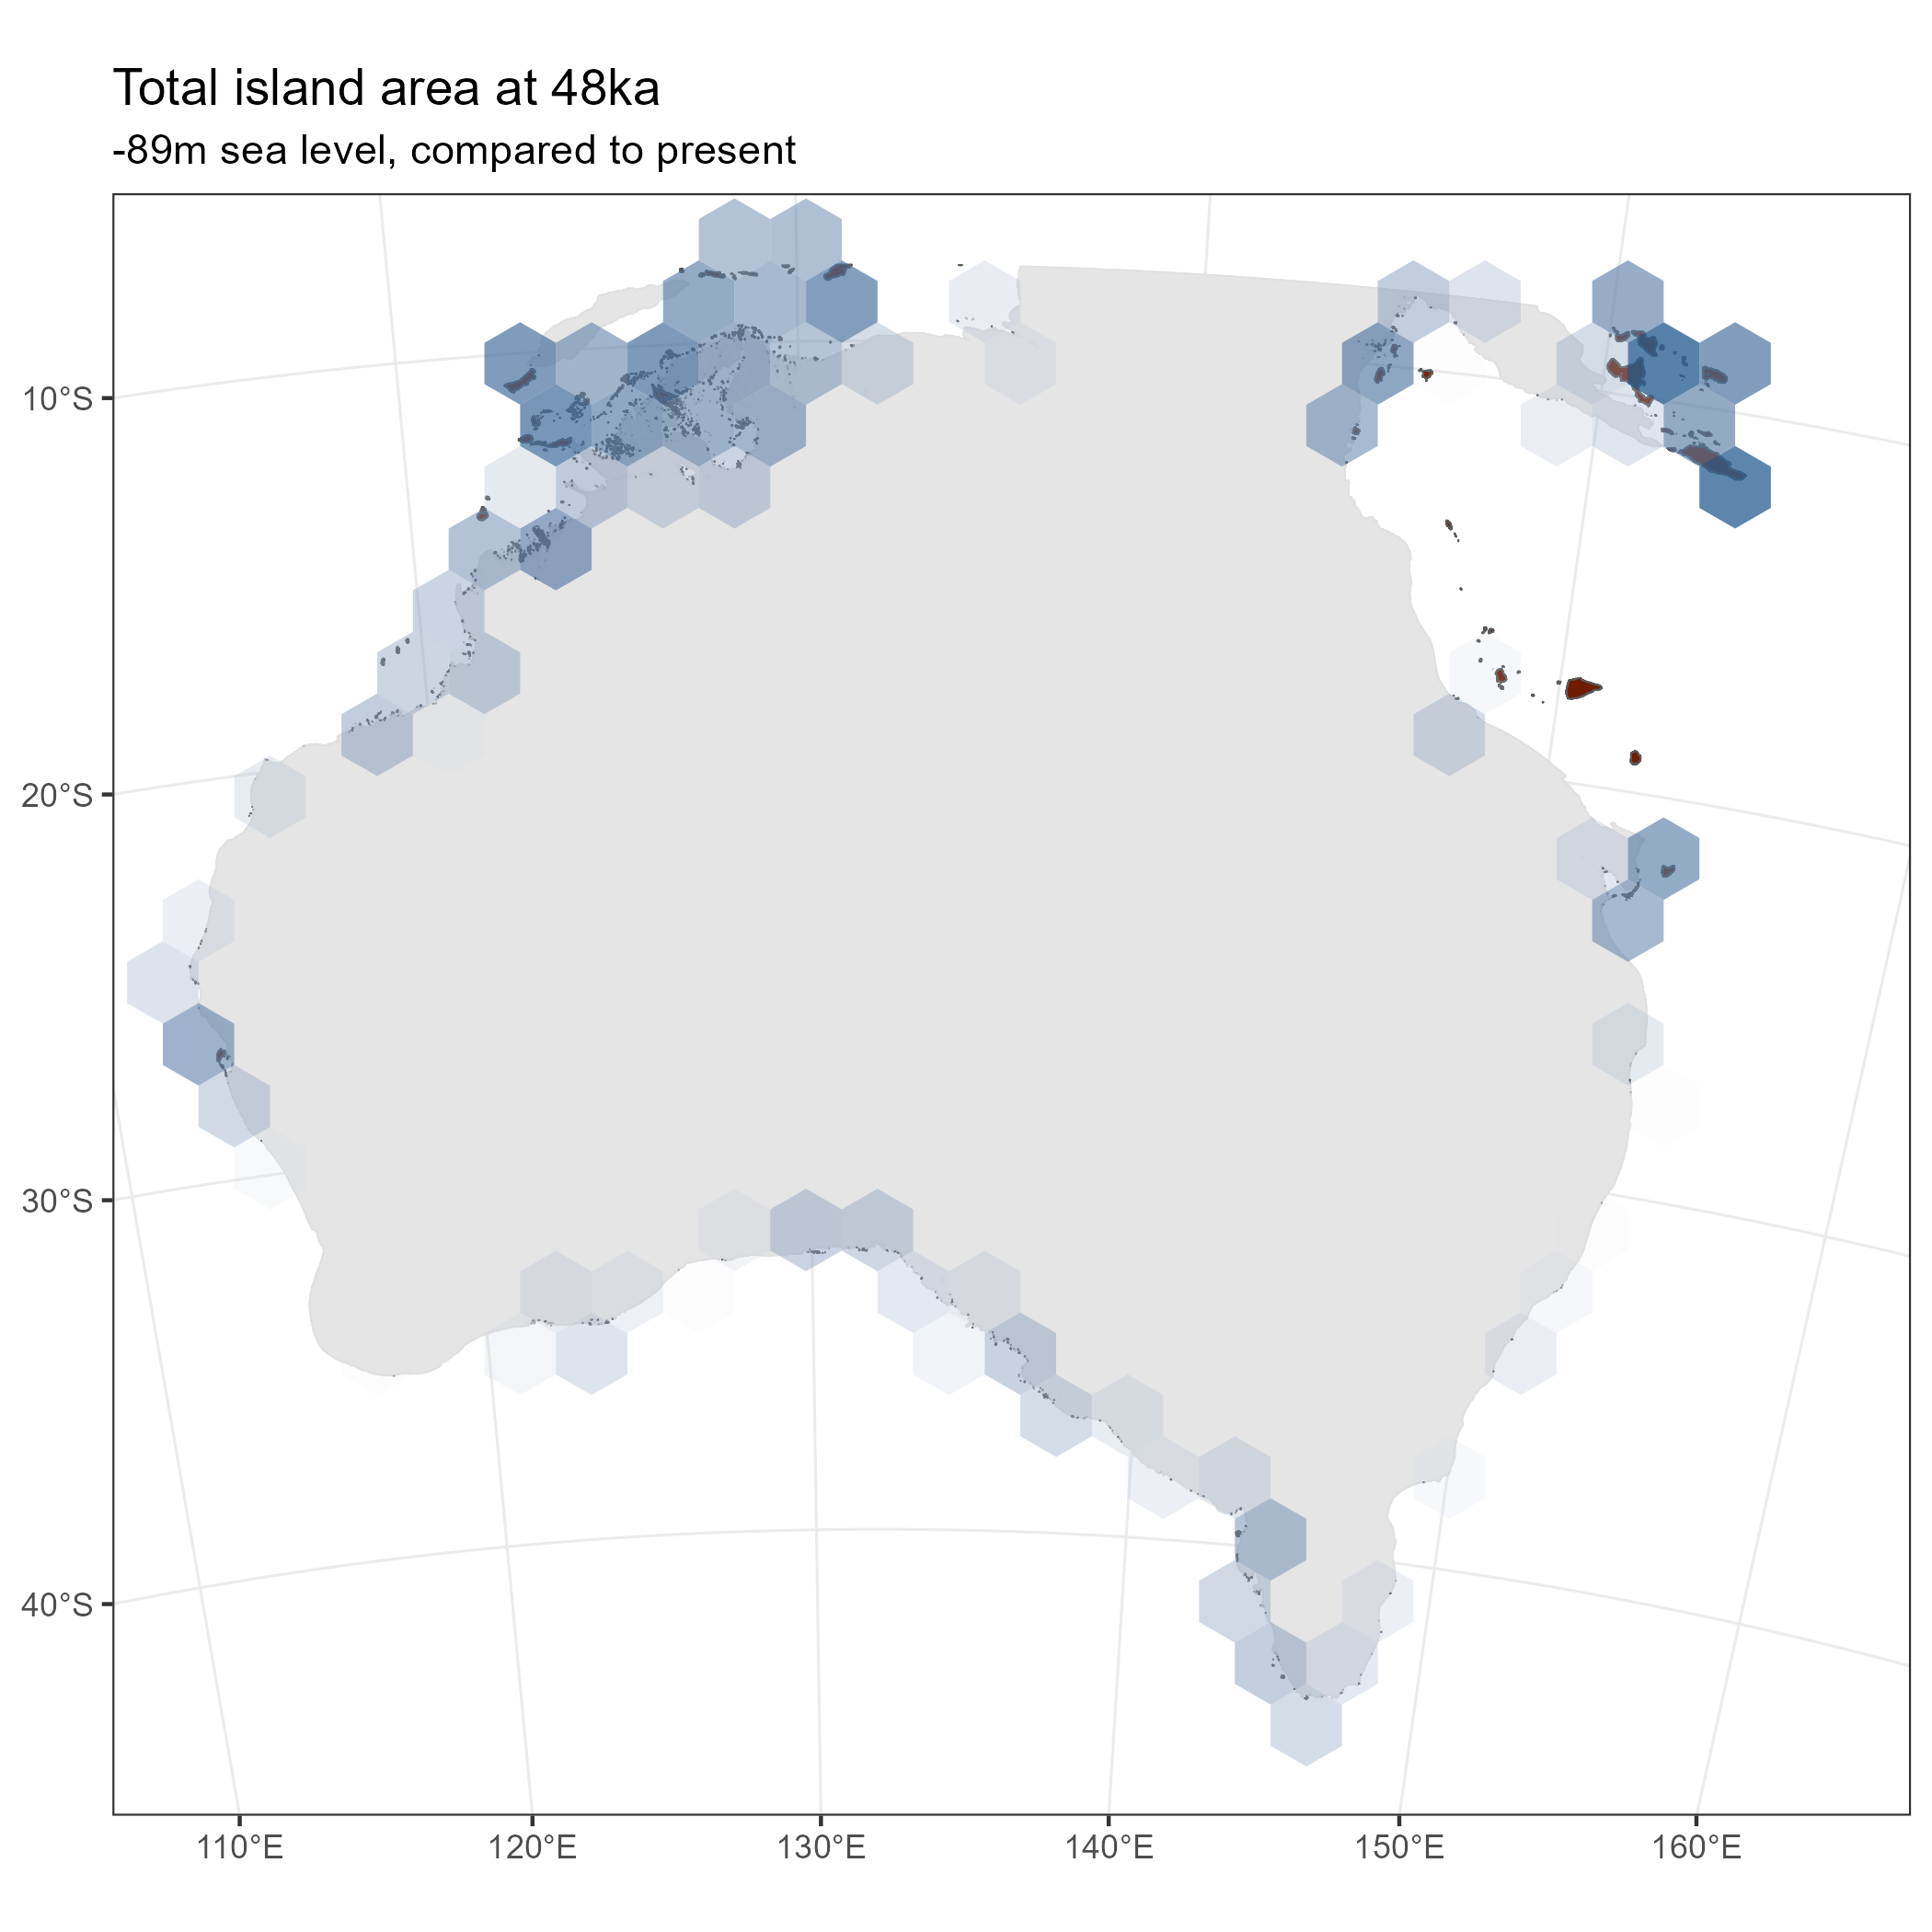 Total island area at 48ka
-89m sea level, compared to present
10°S
20°S
30°S
40°S
110°E
120°E
130°E
140°E
150°E
160°E